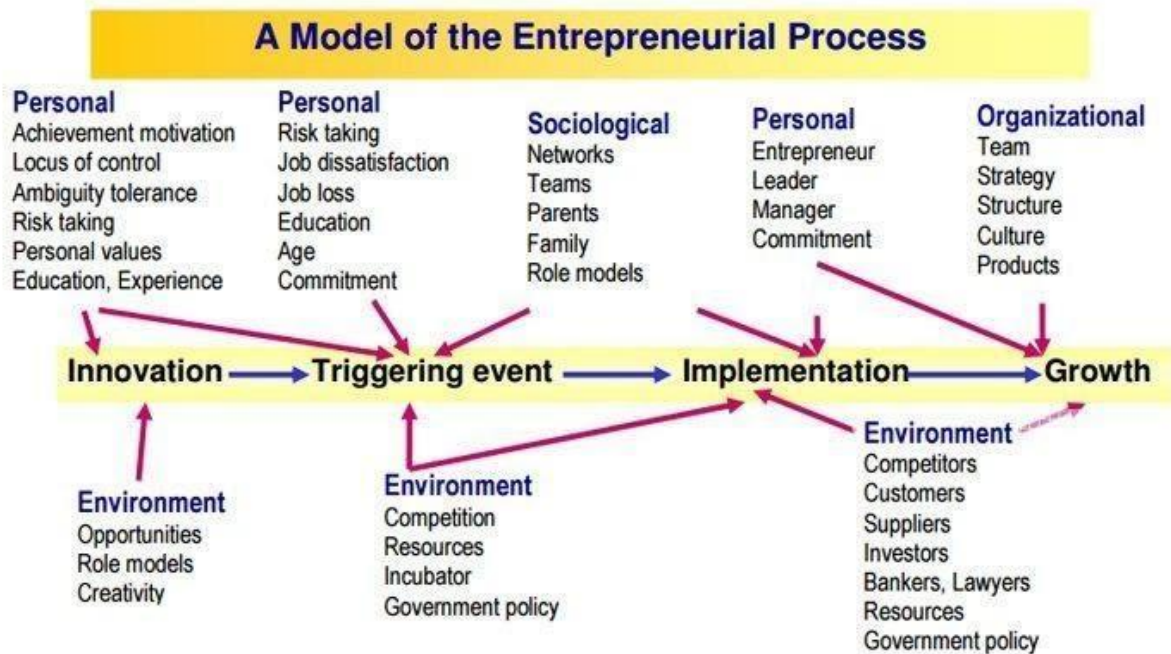 A Model of the Entrepreneurial Process
Personal
Achievement motivation
Locus of control
Ambiguity tolerance
Risk taking
Personal values
Education, Experience
Personal
Risk taking
Job dissatisfaction
Job loss
Education
Age
Commitment
Sociological
Networks
Teams
Parents
Family
Role models
Personal
Entrepreneur
Leader
Manager
Commitment
Organizational
Team
Strategy
Structure
Culture
Products
Innovation
Triggering event
Implementation
Growth
Environment
Opportunities
Role models
Creativity
Environment
Competition
Resources
Incubator
Government policy
Environment
Competitors
Customers
Suppliers
Investors
Bankers, Lawyers
Resources
Government policy